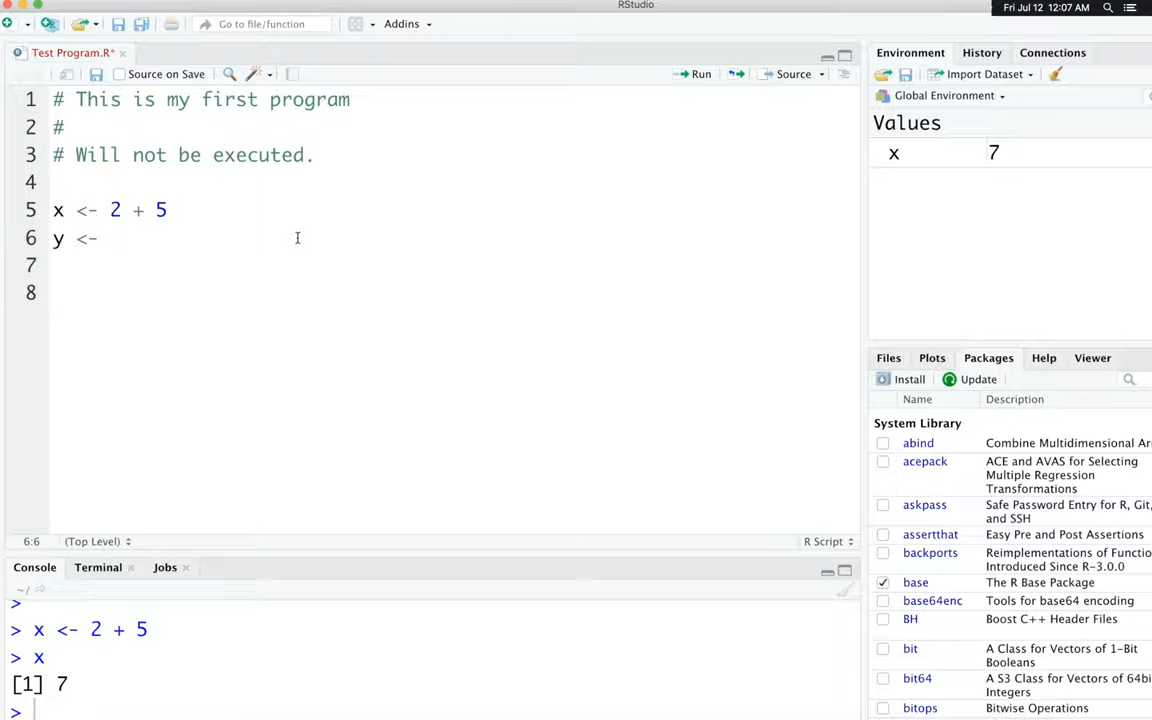 RStudio
Fri Jul 12 12:07 AM
Go to file/function
Addins
Test Program.R*
Source on Save
Run
Source
1 # This is my first program
2 #
3 # Will not be executed.
4
5 x <- 2 + 5
6 y <-
7
8
6:6 (Top Level)
R Script
Console Terminal Jobs
~/
>
> x <- 2 + 5
> x
[1] 7
>
Environment History Connections
Import Dataset
Global Environment
Values
x 7
Files Plots Packages Help Viewer
Install Update
Name Description
System Library
abind Combine Multidimensional Ar
acepack ACE and AVAS for Selecting
Multiple Regression
Transformations
askpass Safe Password Entry for R, Git,
and SSH
assertthat Easy Pre and Post Assertions
backports Reimplementations of Functio
Introduced Since R-3.0.0
base The R Base Package
base64enc Tools for base64 encoding
BH Boost C++ Header Files
bit A Class for Vectors of 1-Bit
Booleans
bit64 A S3 Class for Vectors of 64bi
Integers
bitops Bitwise Operations